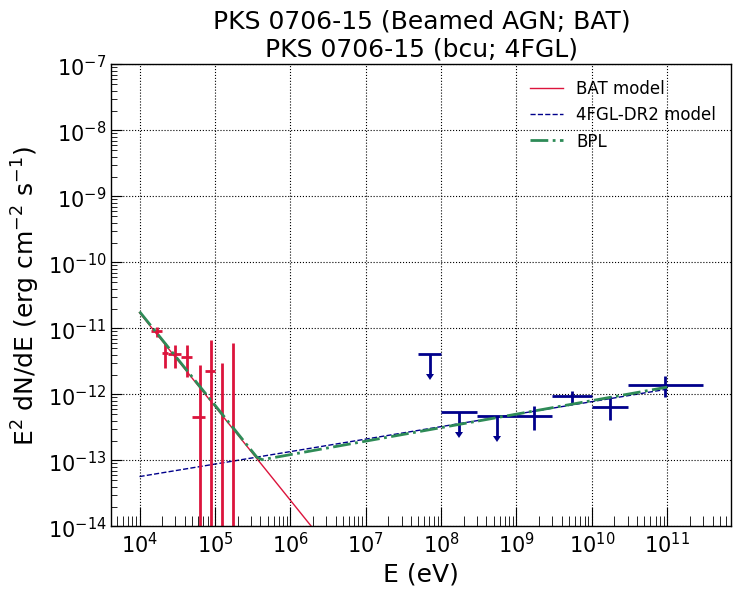 PKS 0706-15 (Beamed AGN; BAT)
PKS 0706-15 (bcu; 4FGL)
E² dN/dE (erg cm⁻² s⁻¹)
10⁻⁷
10⁻⁸
10⁻⁹
10⁻¹⁰
10⁻¹¹
10⁻¹²
10⁻¹³
10⁻¹⁴
BAT model
4FGL-DR2 model
BPL
10⁴ 10⁵ 10⁶ 10⁷ 10⁸ 10⁹ 10¹⁰ 10¹¹
E (eV)